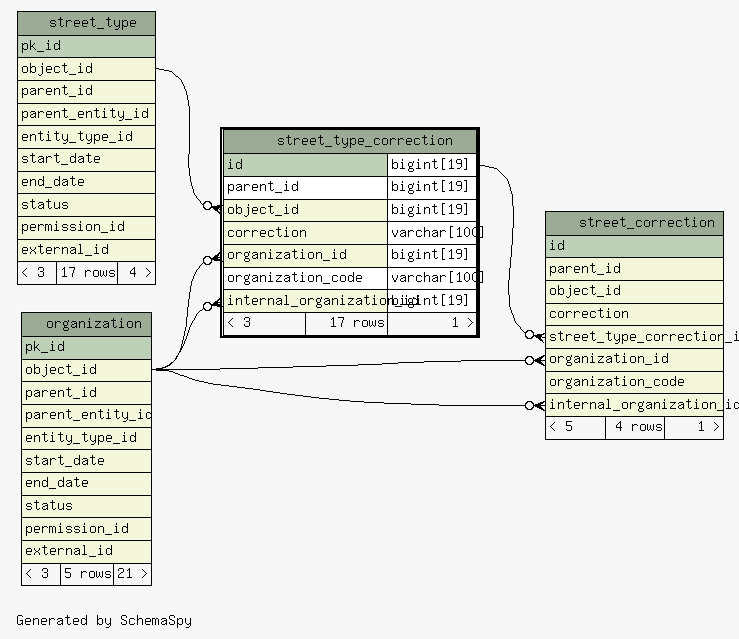 street_type
pk_id
object_id
parent_id
parent_entity_id
entity_type_id
start_date
end_date
status
permission_id
external_id
< 3 17 rows 4 >
street_type_correction
id bigint[19]
parent_id bigint[19]
object_id bigint[19]
correction varchar[100]
organization_id bigint[19]
organization_code varchar[100]
internal_organization_id bigint[19]
< 3 17 rows 1 >
street_correction
id
parent_id
object_id
correction
street_type_correction_i
organization_id
organization_code
internal_organization_id
< 5 4 rows 1 >
organization
pk_id
object_id
parent_id
parent_entity_id
entity_type_id
start_date
end_date
status
permission_id
external_id
< 3 5 rows 21 >
Generated by SchemaSpy